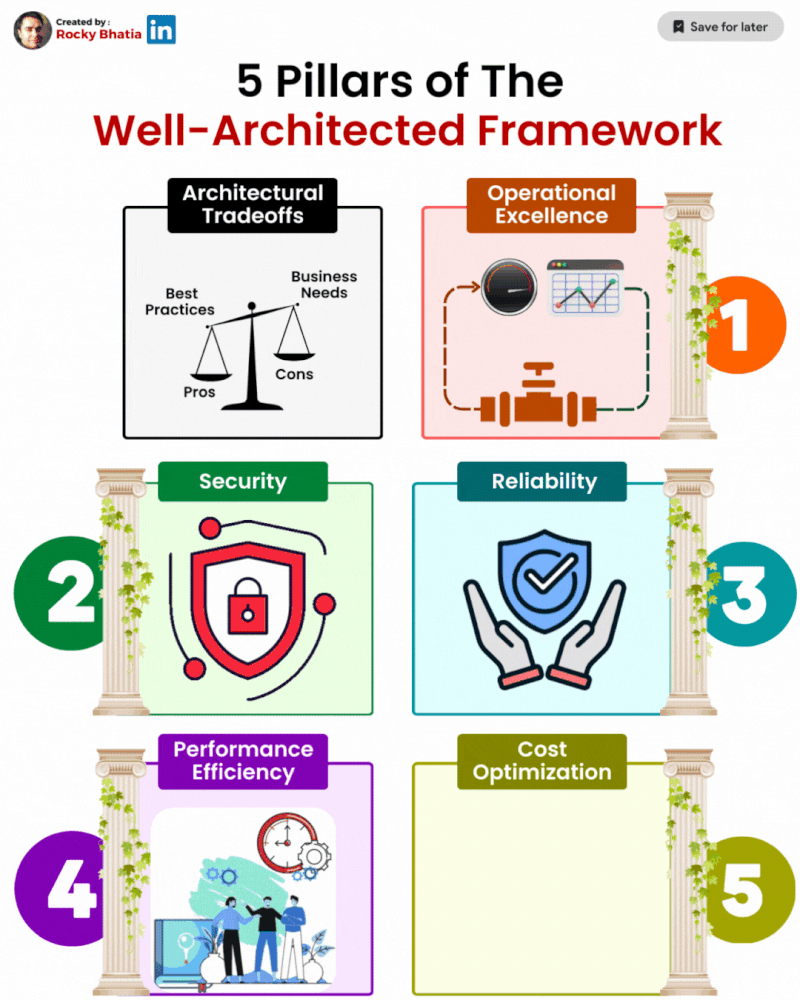 Created by :
Rocky Bhatia
in
Save for later
5 Pillars of The
Well-Architected Framework
Architectural
Tradeoffs
Best
Practices
Business
Needs
Pros
Cons
Operational
Excellence
1
Security
2
Reliability
3
Performance
Efficiency
4
Cost
Optimization
5